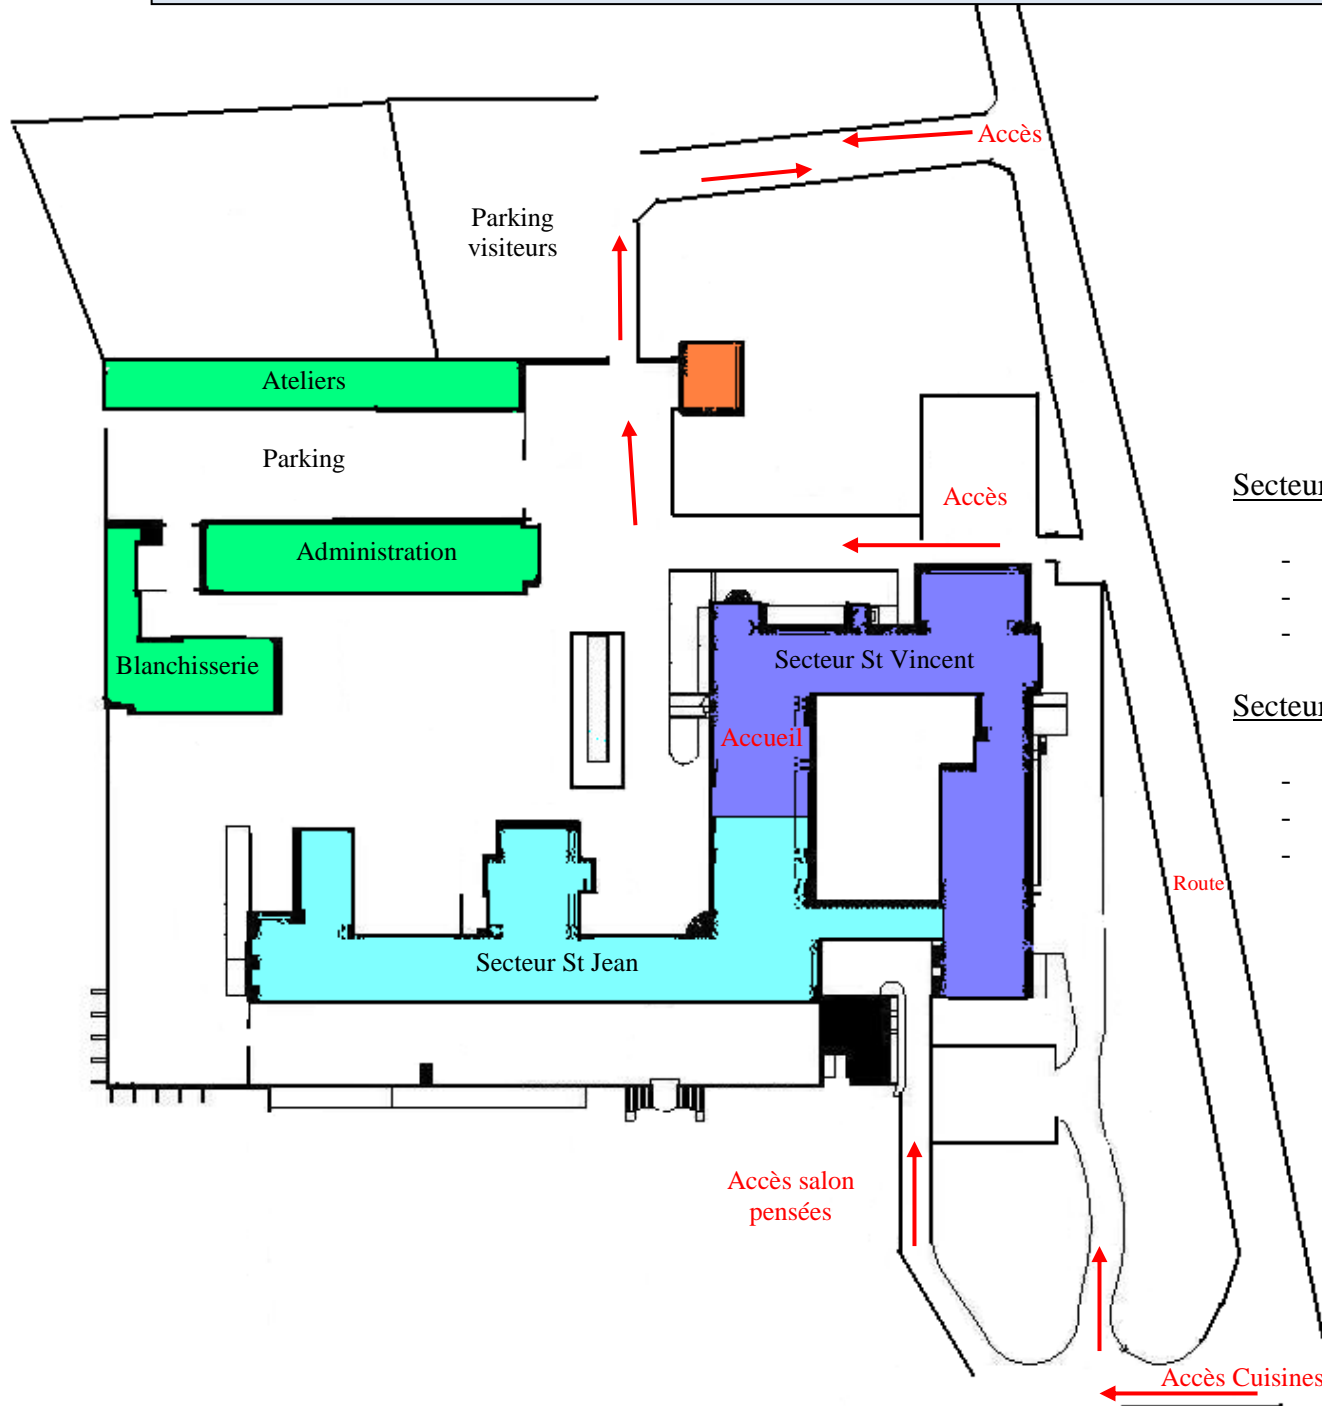 Accès
Parking
visiteurs
Ateliers
Parking
Accès
Secteur
Administration
-
-
-
Secteur St Vincent
Blanchisserie
Secteur
Accueil
-
-
-
Route
Secteur St Jean
Accès salon
pensées
Accès Cuisines